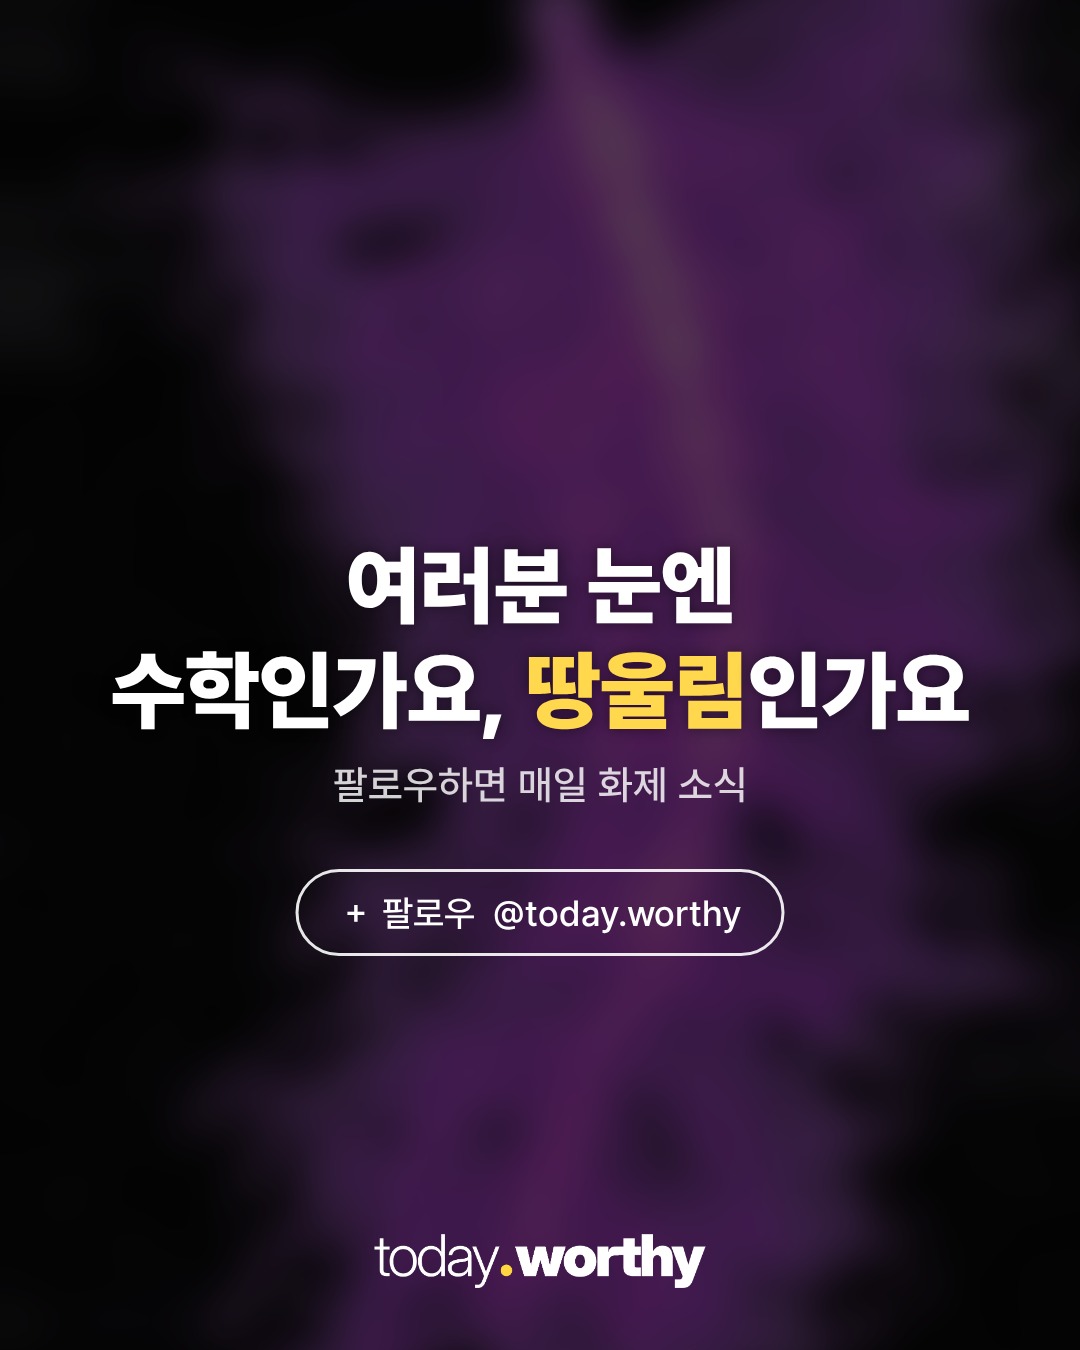 여러분 눈엔
수학인가요, 땅울림인가요
팔로우하면 매일 화제 소식
+ 팔로우 @today.worthy
today.worthy